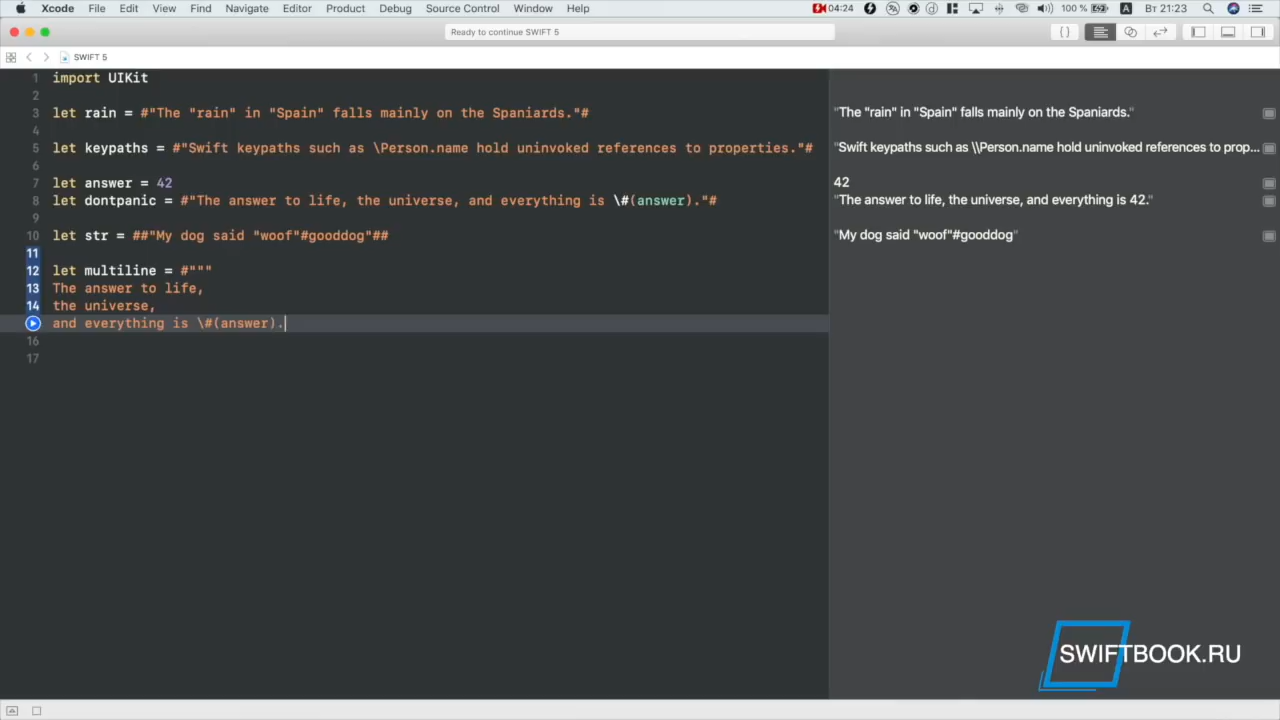 Xcode File Edit View Find Navigate Editor Product Debug Source Control Window Help 04:24 100 % A Вт 21:23
Ready to continue SWIFT 5
{ }
SWIFT 5
1 import UIKit
2
3 let rain = #"The "rain" in "Spain" falls mainly on the Spaniards."# "The "rain" in "Spain" falls mainly on the Spaniards."
4
5 let keypaths = #"Swift keypaths such as \Person.name hold uninvoked references to properties."# "Swift keypaths such as \\Person.name hold uninvoked references to prop...
6
7 let answer = 42 42
8 let dontpanic = #"The answer to life, the universe, and everything is \#(answer)."# "The answer to life, the universe, and everything is 42."
9
10 let str = ##"My dog said "woof"#gooddog"## "My dog said "woof"#gooddog"
11
12 let multiline = #"""
13 The answer to life,
14 the universe,
and everything is \#(answer).
16
17
SWIFTBOOK.RU